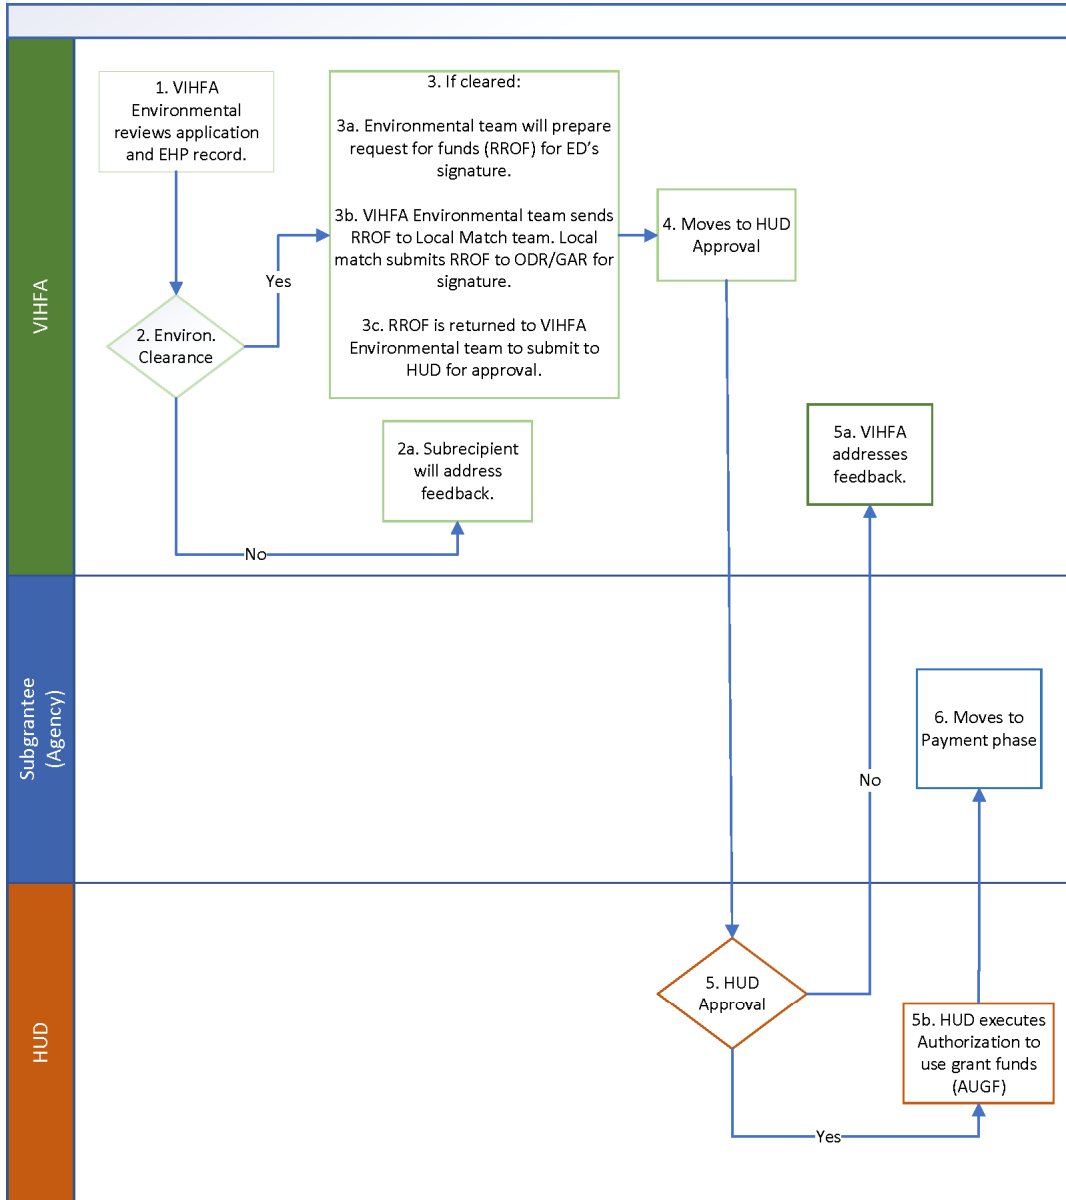 VIHFA
1. VIHFA
Environmental
reviews application
and EHP record.
2. Environ.
Clearance
Yes
No
3. If cleared:
3a. Environmental team will prepare
request for funds (RROF) for ED's
signature.
3b. VIHFA Environmental team sends
RROF to Local Match team. Local
match submits RROF to ODR/GAR for
signature.
3c. RROF is returned to VIHFA
Environmental team to submit to
HUD for approval.
2a. Subrecipient
will address
feedback.
4. Moves to HUD
Approval
5a. VIHFA
addresses
feedback.
Subgrantee
(Agency)
6. Moves to
Payment phase
No
HUD
5. HUD
Approval
5b. HUD executes
Authorization to
use grant funds
(AUGF)
Yes